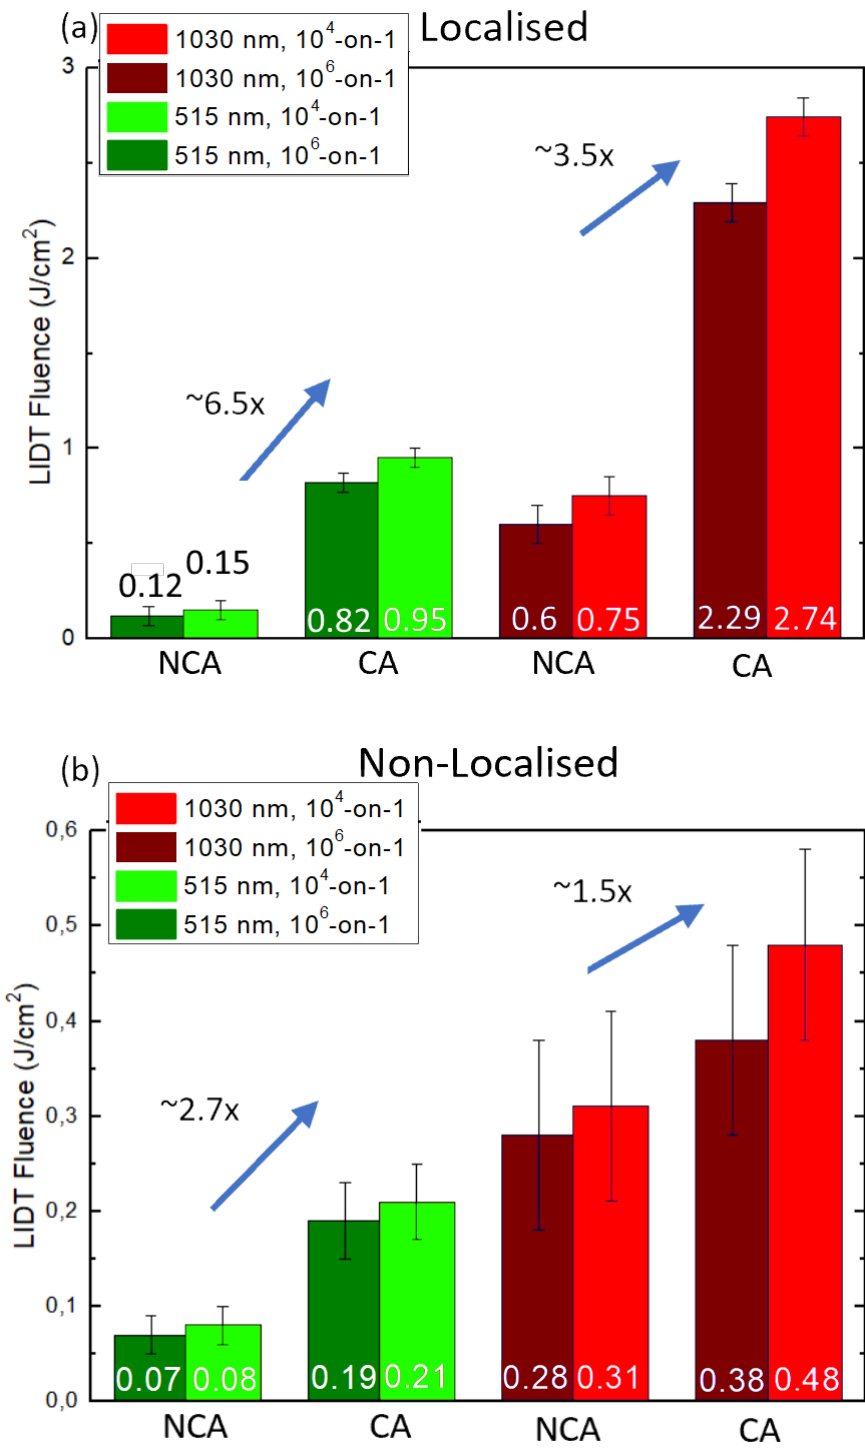 (a)
Localised
1030 nm, 10⁴-on-1
1030 nm, 10⁶-on-1
515 nm, 10⁴-on-1
515 nm, 10⁶-on-1
LIDT Fluence (J/cm²)
3
2
1
0
~3.5x
~6.5x
0.12
0.15
0.82
0.95
0.6
0.75
2.29
2.74
NCA
CA
NCA
CA
(b)
Non-Localised
1030 nm, 10⁴-on-1
1030 nm, 10⁶-on-1
515 nm, 10⁴-on-1
515 nm, 10⁶-on-1
LIDT Fluence (J/cm²)
0,6
0,5
0,4
0,3
0,2
0,1
0,0
~1.5x
~2.7x
0.07
0.08
0.19
0.21
0.28
0.31
0.38
0.48
NCA
CA
NCA
CA